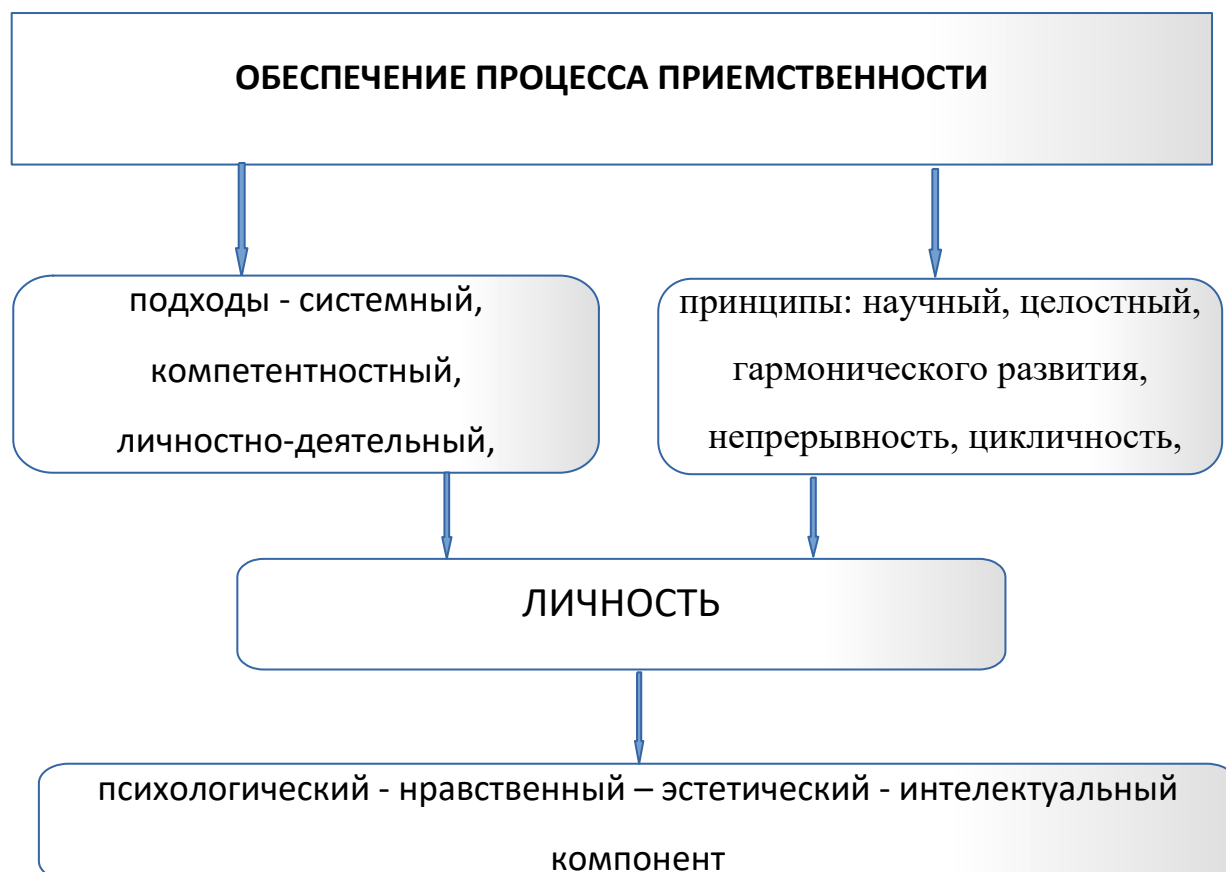 ОБЕСПЕЧЕНИЕ ПРОЦЕССА ПРИЕМСТВЕННОСТИ
подходы - системный,
компетентностный,
личностно-деятельный,
принципы: научный, целостный,
гармонического развития,
непрерывность, цикличность,
ЛИЧНОСТЬ
психологический - нравственный – эстетический - интелектуальный
компонент